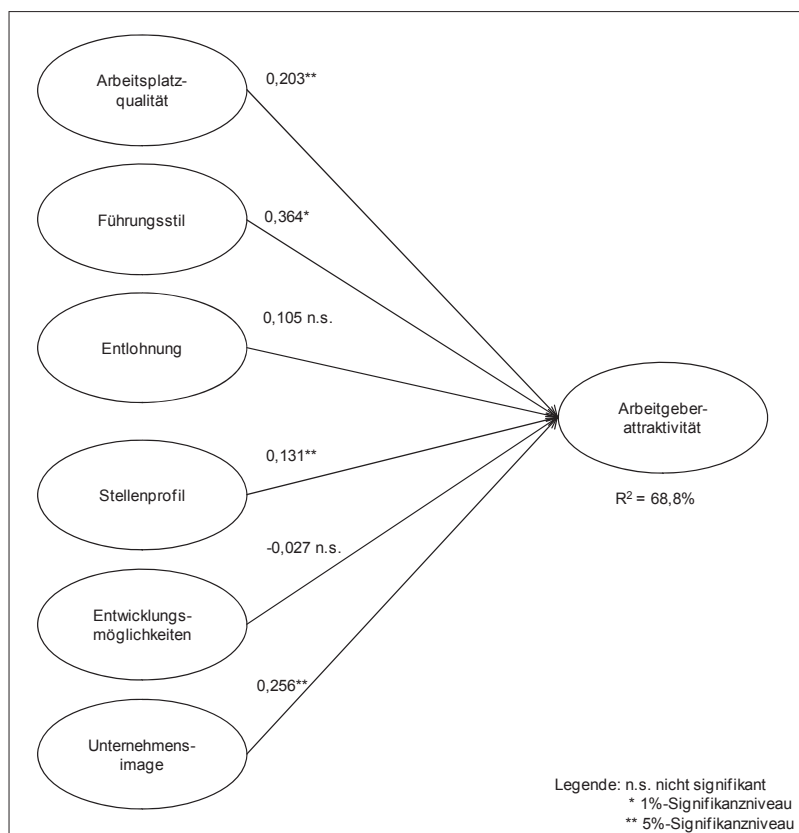 Arbeitsplatz-
qualität
0,203**
Führungsstil
0,364*
Entlohnung
0,105 n.s.
Stellenprofil
0,131**
Entwicklungs-
möglichkeiten
-0,027 n.s.
Unternehmens-
image
0,256**
Arbeitgeber-
attraktivität
R² = 68,8%
Legende: n.s. nicht signifikant
* 1%-Signifikanzniveau
** 5%-Signifikanzniveau